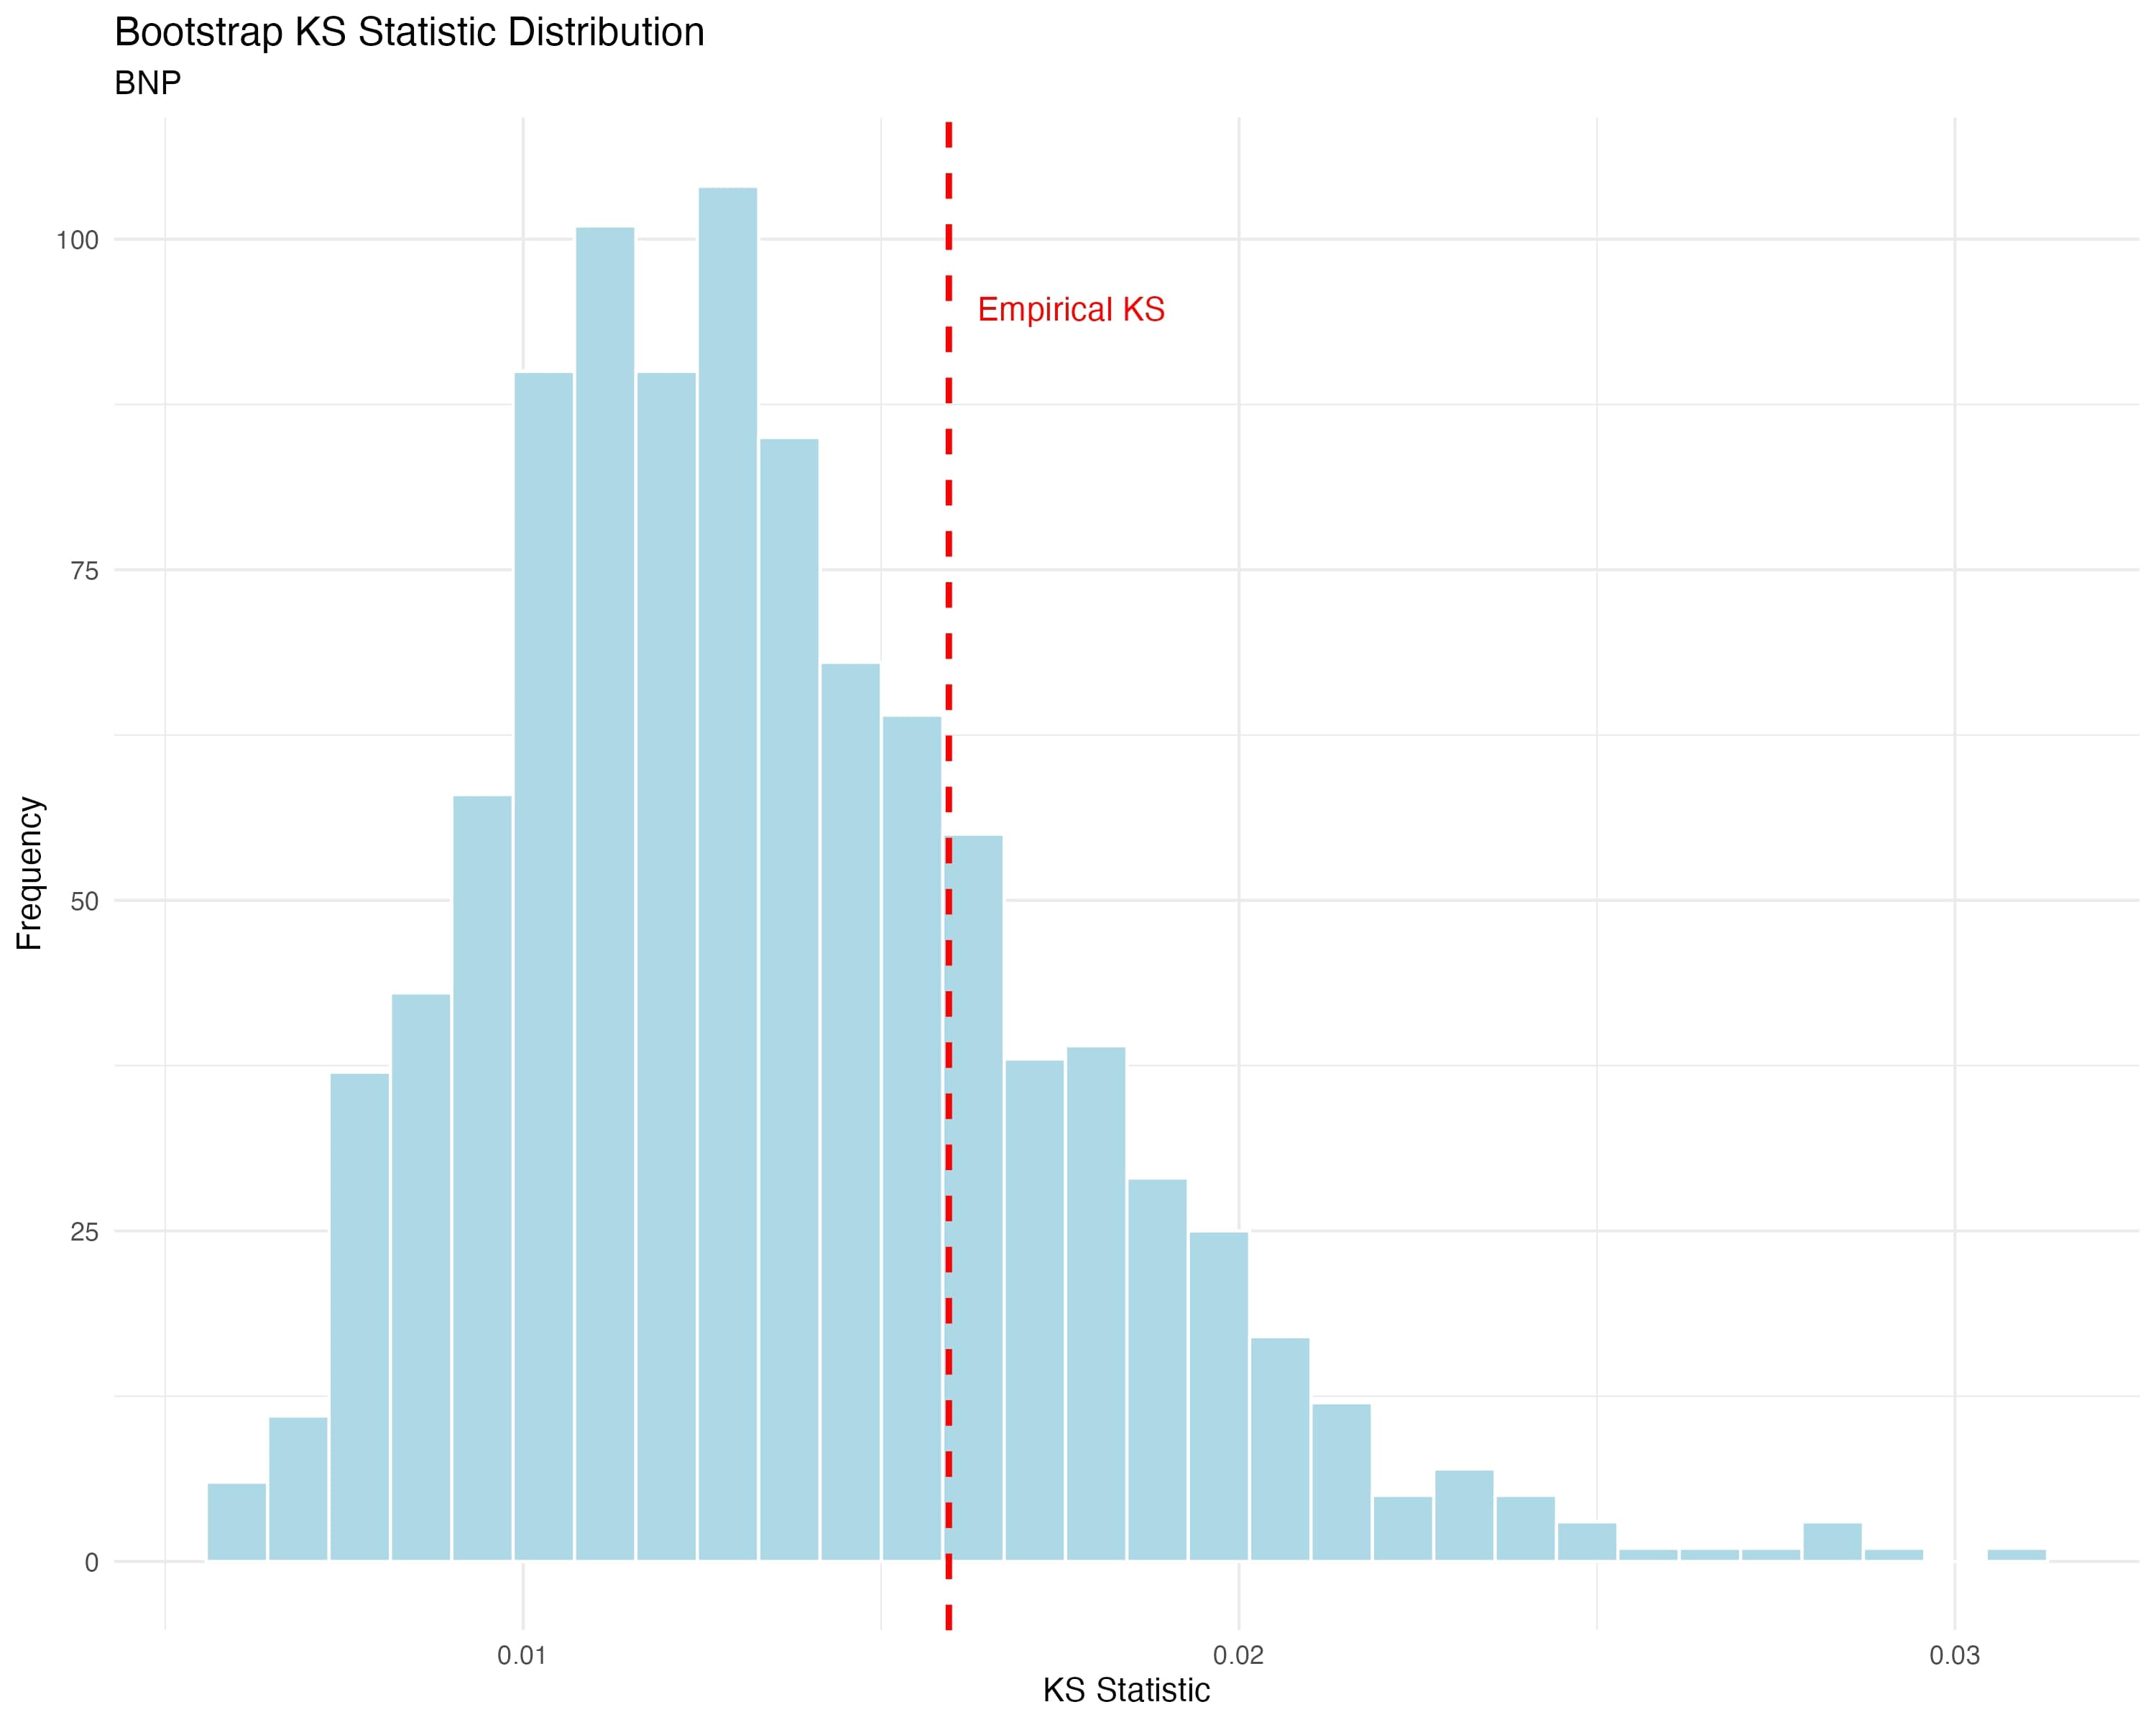 Bootstrap KS Statistic Distribution
BNP
Empirical KS
Frequency
100
75
50
25
0
0.01
0.02
0.03
KS Statistic